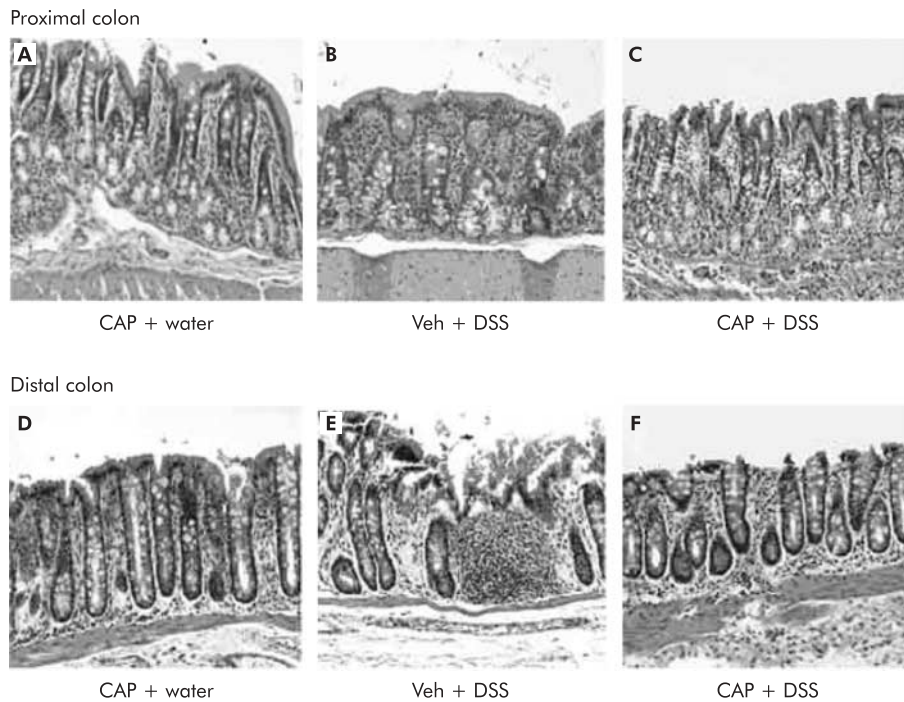 Proximal colon
A
B
C
CAP + water
Veh + DSS
CAP + DSS
Distal colon
D
E
F
CAP + water
Veh + DSS
CAP + DSS